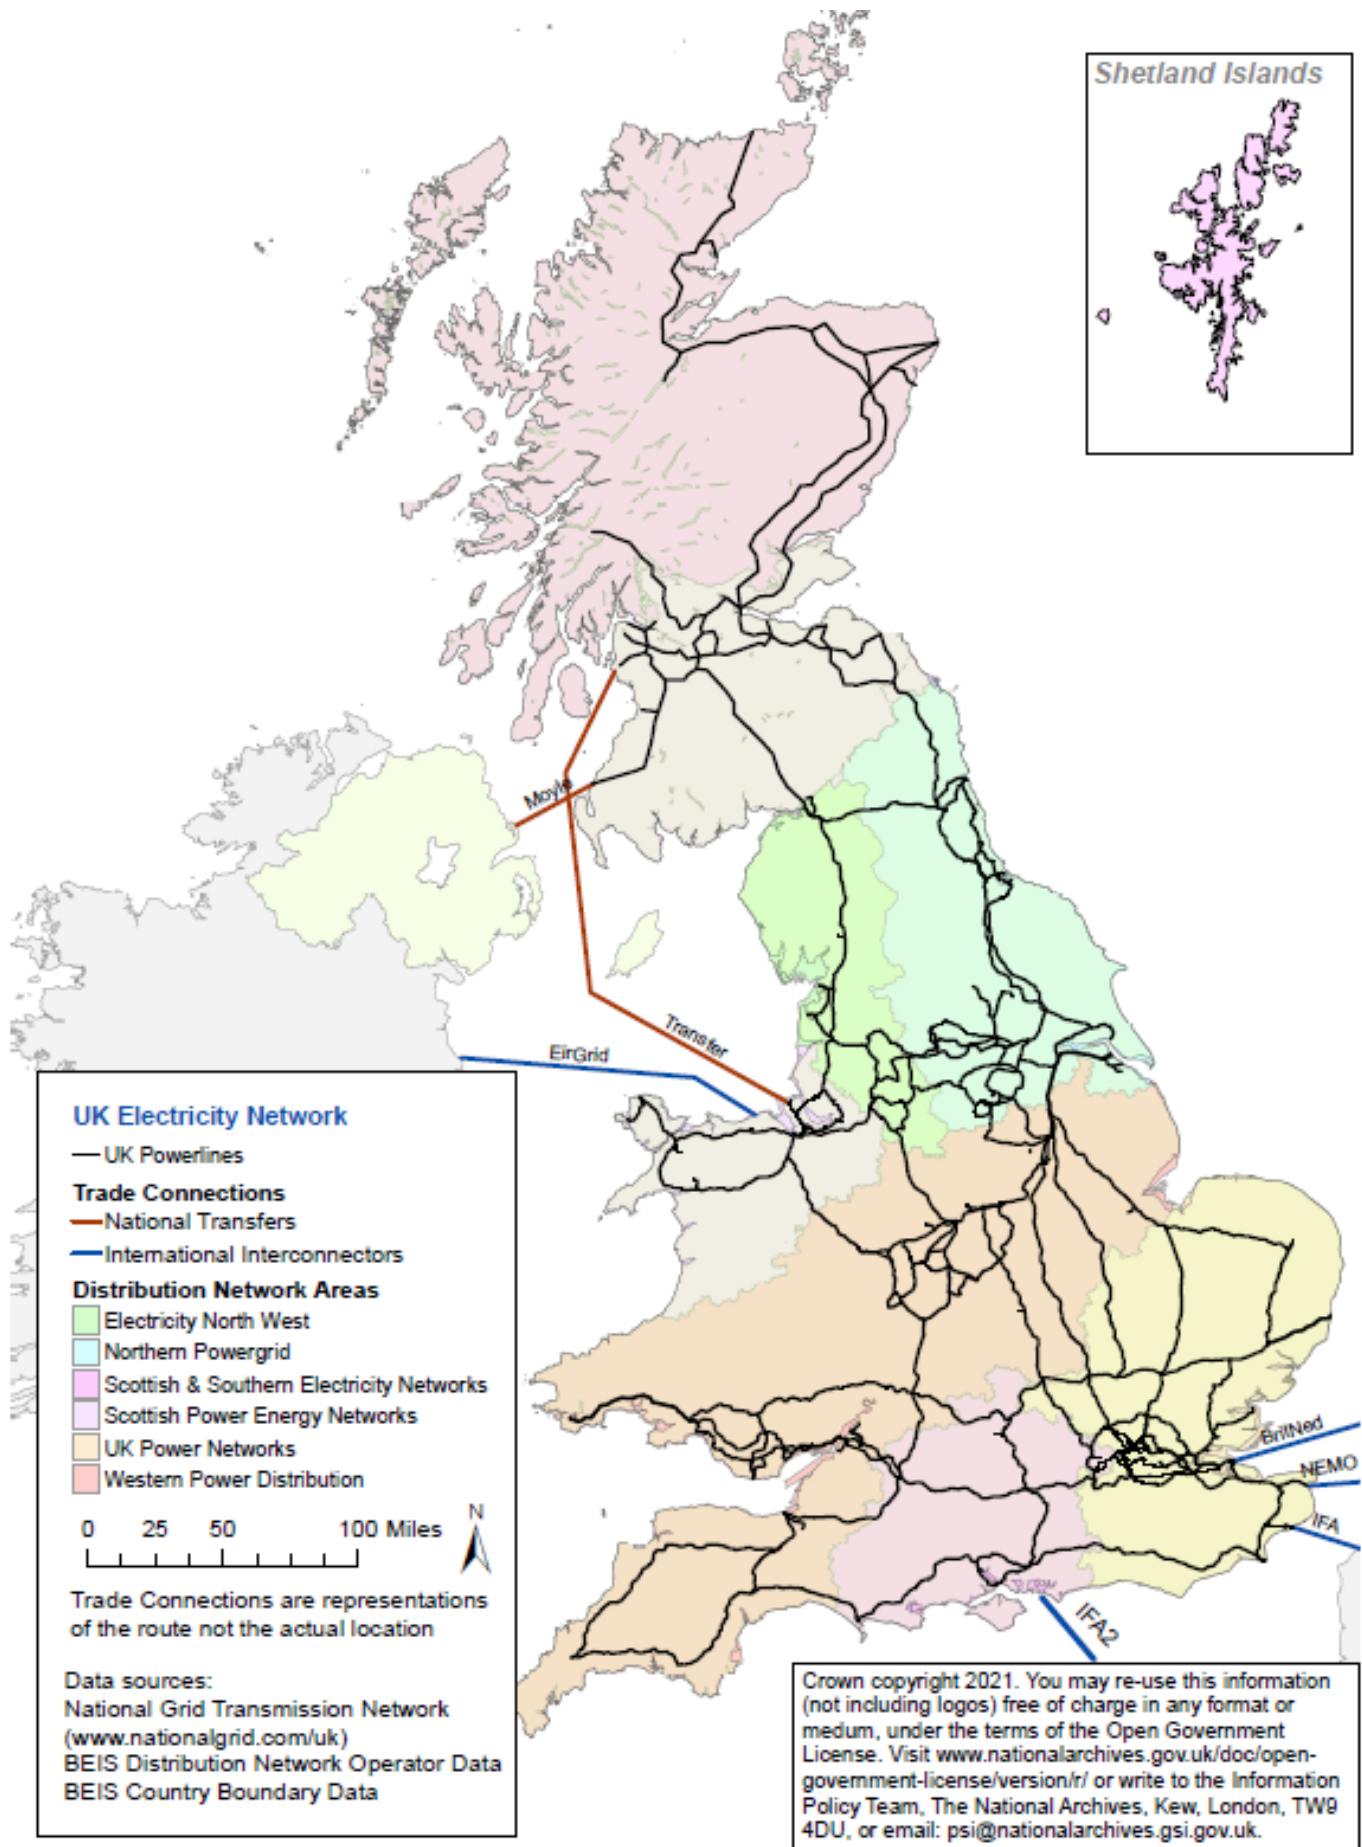 Shetland Islands
Moyle
Transfer
EirGrid
BritNed
NEMO
IFA
IFA2
UK Electricity Network
UK Powerlines
Trade Connections
National Transfers
International Interconnectors
Distribution Network Areas
Electricity North West
Northern Powergrid
Scottish & Southern Electricity Networks
Scottish Power Energy Networks
UK Power Networks
Western Power Distribution
N
0 25 50 100 Miles
Trade Connections are representations
of the route not the actual location
Data sources:
National Grid Transmission Network
(www.nationalgrid.com/uk)
BEIS Distribution Network Operator Data
BEIS Country Boundary Data
Crown copyright 2021. You may re-use this information
(not including logos) free of charge in any format or
medum, under the terms of the Open Government
License. Visit www.nationalarchives.gov.uk/doc/open-
government-license/version/r/ or write to the Information
Policy Team, The National Archives, Kew, London, TW9
4DU, or email: psi@nationalarchives.gsi.gov.uk.